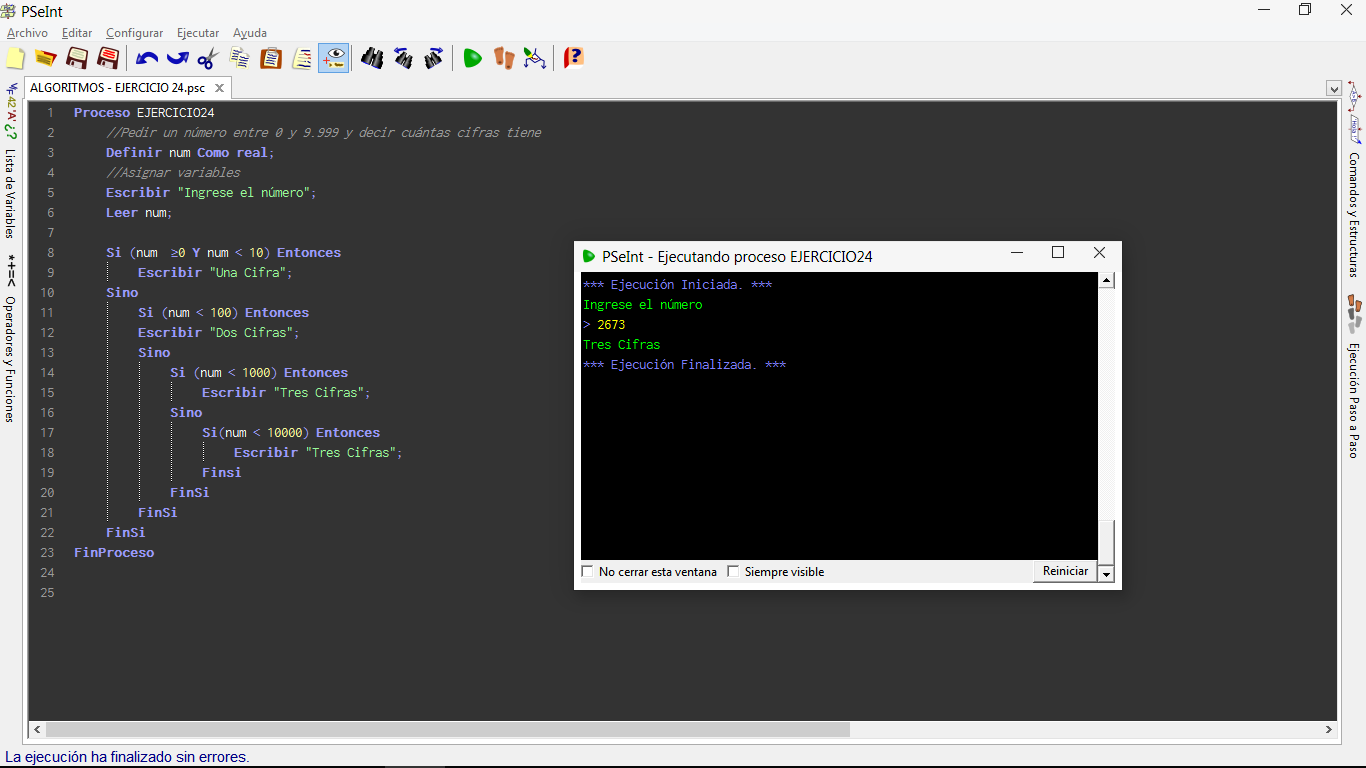 PSeInt
Archivo Editar Configurar Ejecutar Ayuda
ALGORITMOS - EJERCICIO 24.psc
1 Proceso EJERCICIO24
2 //Pedir un número entre 0 y 9.999 y decir cuántas cifras tiene
3 Definir num Como real;
4 //Asignar variables
5 Escribir "Ingrese el número";
6 Leer num;
7
8 Si (num ≥0 Y num < 10) Entonces
9 Escribir "Una Cifra";
10 Sino
11 Si (num < 100) Entonces
12 Escribir "Dos Cifras";
13 Sino
14 Si (num < 1000) Entonces
15 Escribir "Tres Cifras";
16 Sino
17 Si(num < 10000) Entonces
18 Escribir "Tres Cifras";
19 Finsi
20 FinSi
21 FinSi
22 FinSi
23 FinProceso
24
25
Lista de Variables
*+=< Operadores y Funciones
Comandos y Estructuras
Ejecución Paso a Paso
PSeInt - Ejecutando proceso EJERCICIO24
*** Ejecución Iniciada. ***
Ingrese el número
> 2673
Tres Cifras
*** Ejecución Finalizada. ***
No cerrar esta ventana Siempre visible Reiniciar
La ejecución ha finalizado sin errores.